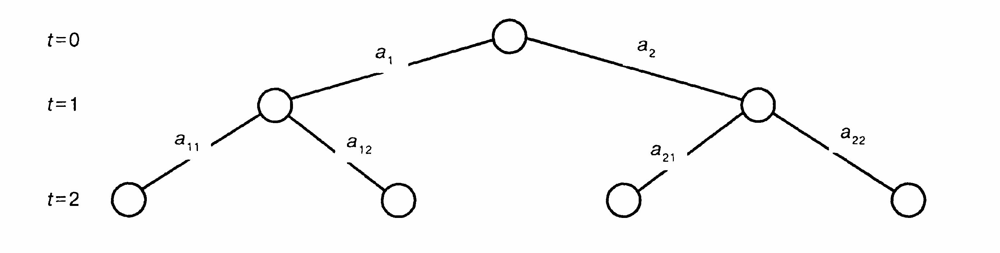 t=0
a₁
a₂
t=1
a₁₁
a₁₂
a₂₁
a₂₂
t=2